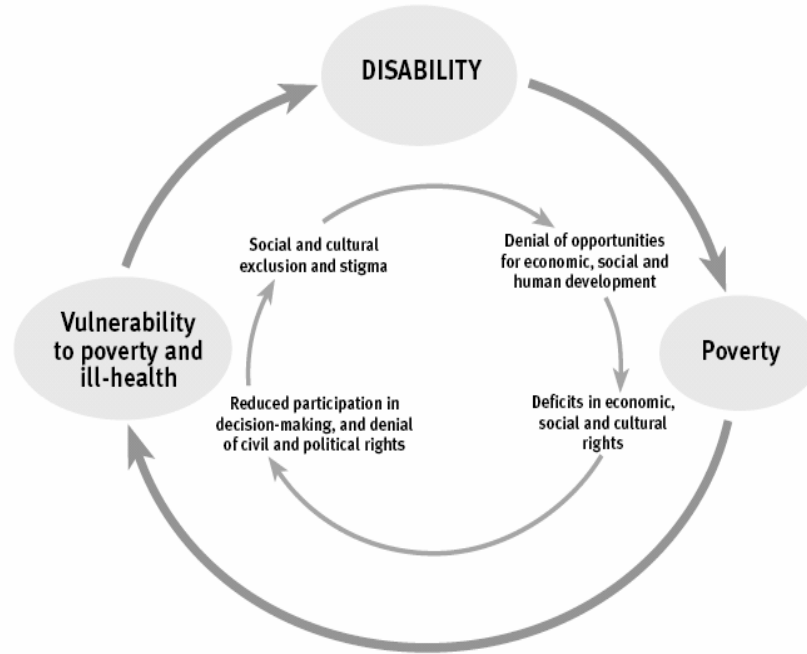 DISABILITY
Social and cultural
exclusion and stigma
Denial of opportunities
for economic, social and
human development
Vulnerability
to poverty and
ill-health
Poverty
Reduced participation in
decision-making, and denial
of civil and political rights
Deficits in economic,
social and cultural
rights